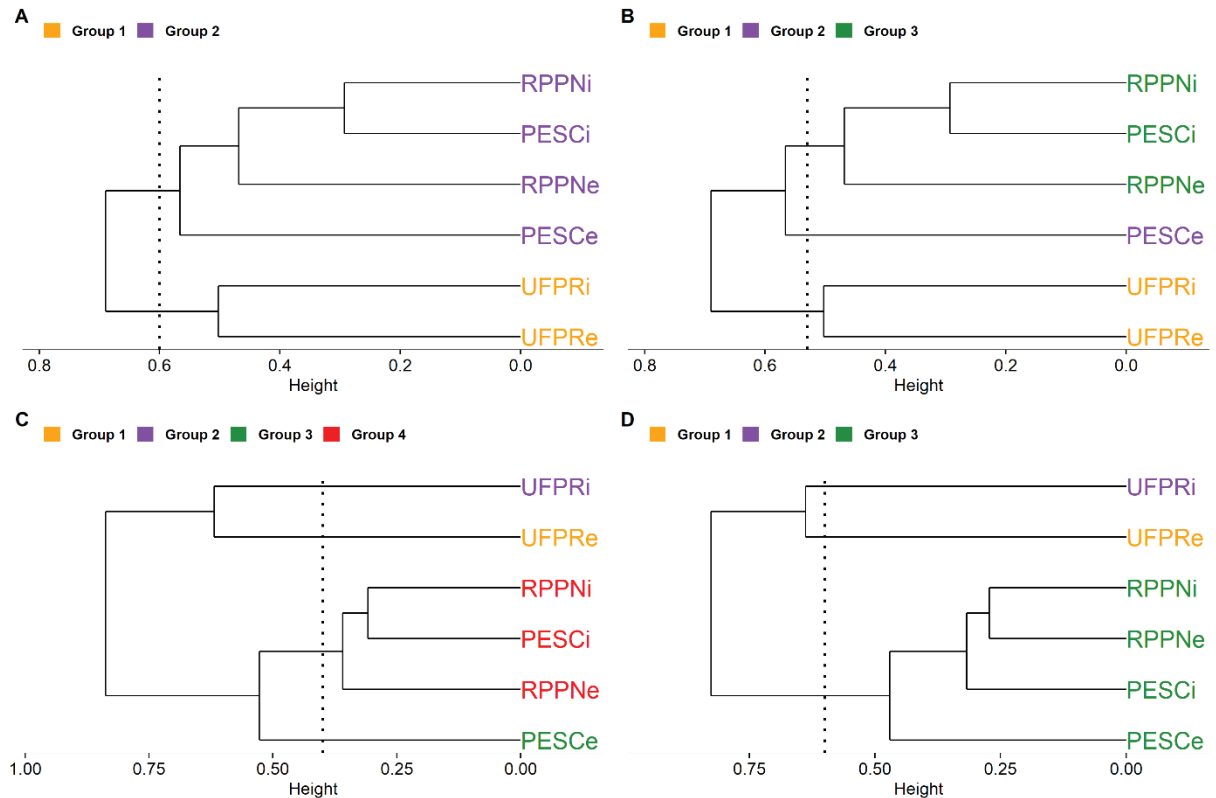 A
Group 1 Group 2
RPPNi
PESCi
RPPNe
PESCe
UFPRi
UFPRe
0.8 0.6 0.4 0.2 0.0
Height
B
Group 1 Group 2 Group 3
RPPNi
PESCi
RPPNe
PESCe
UFPRi
UFPRe
0.8 0.6 0.4 0.2 0.0
Height
C
Group 1 Group 2 Group 3 Group 4
UFPRi
UFPRe
RPPNi
PESCi
RPPNe
PESCe
1.00 0.75 0.50 0.25 0.00
Height
D
Group 1 Group 2 Group 3
UFPRi
UFPRe
RPPNi
RPPNe
PESCi
PESCe
0.75 0.50 0.25 0.00
Height